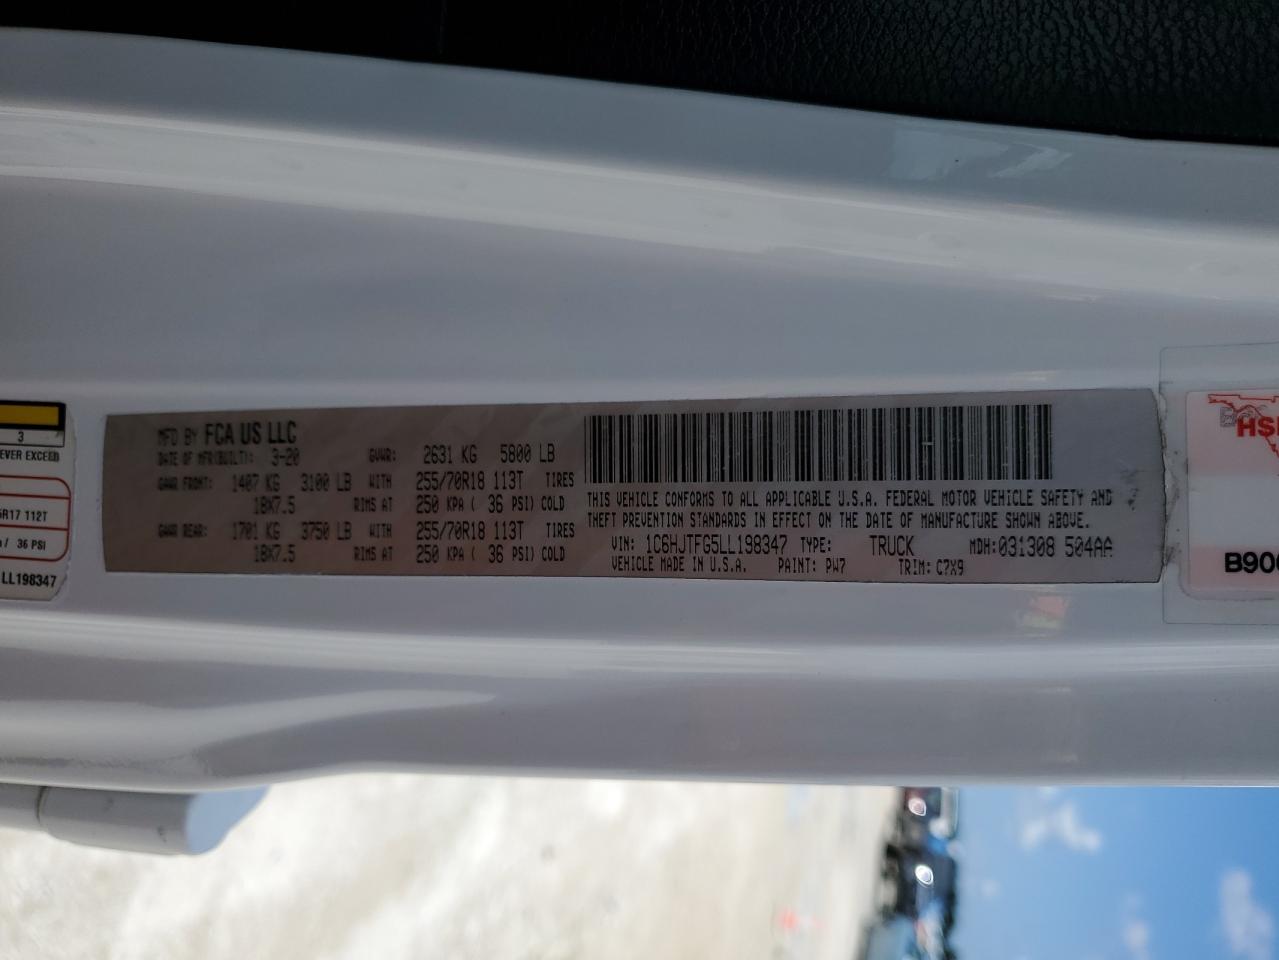 3
EVER EXCEED
R17 112T
/ 36 PSI
LL198347
MFD BY FCA US LLC
DATE OF MFR(BUILT): 3-20 GVWR: 2631 KG 5800 LB
GAWR FRONT: 1407 KG 3100 LB WITH 255/70R18 113T TIRES
18X7.5 RIMS AT 250 KPA ( 36 PSI) COLD
GAWR REAR: 1701 KG 3750 LB WITH 255/70R18 113T TIRES
18X7.5 RIMS AT 250 KPA ( 36 PSI) COLD
THIS VEHICLE CONFORMS TO ALL APPLICABLE U.S.A. FEDERAL MOTOR VEHICLE SAFETY AND
THEFT PREVENTION STANDARDS IN EFFECT ON THE DATE OF MANUFACTURE SHOWN ABOVE.
VIN: 1C6HJTFG5LL198347 TYPE: TRUCK MDH: 031308 504AA
VEHICLE MADE IN U.S.A. PAINT: PW7 TRIM: C7X9
HS
B90